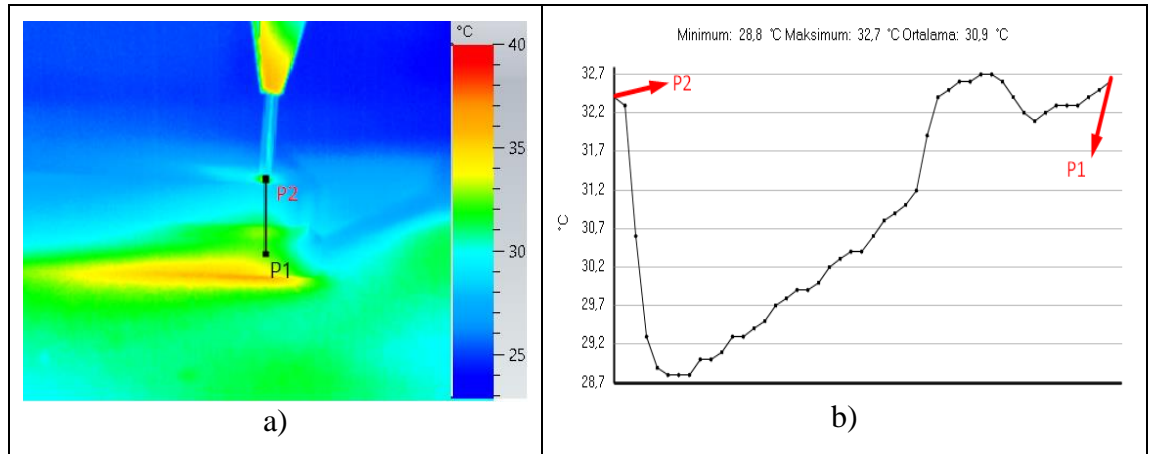 °C
40
35
30
25
P2
P1
a)
Minimum: 28,8 °C Maksimum: 32,7 °C Ortalama: 30,9 °C
32,7
32,2
31,7
31,2
30,7
30,2
29,7
29,2
28,7
°C
P2
P1
b)